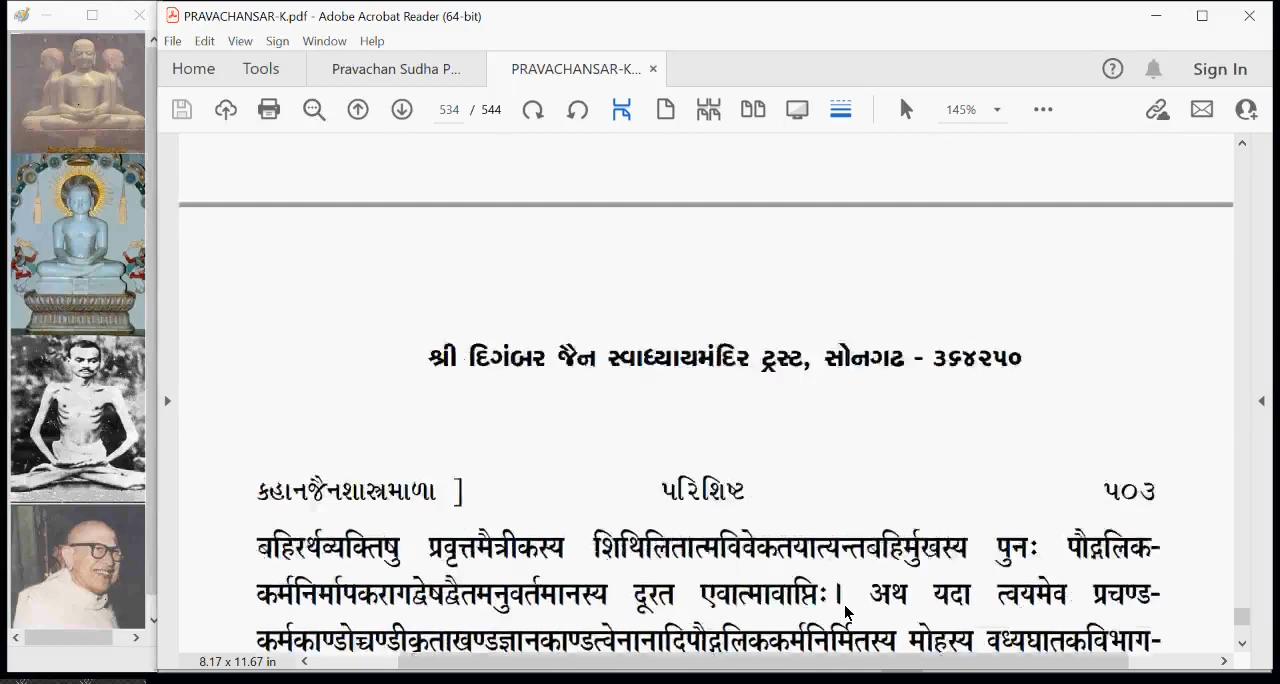 PRAVACHANSAR-K.pdf - Adobe Acrobat Reader (64-bit)
File Edit View Sign Window Help
Home Tools Pravachan Sudha P... PRAVACHANSAR-K... × Sign In
534 / 544 145%
શ્રી દિગંબર જૈન સ્વાધ્યાયમંદિર ટ્રસ્ટ, સોનગઢ - ૩૬૪૨૫૦
કહાનજૈનશાસ્ત્રમાળા ] પરિશિષ્ટ ૫૦૩
बहिरर्थव्यक्तिषु प्रवृत्तमैत्रीकस्य शिथिलितात्मविवेकतयात्यन्तबहिर्मुखस्य पुनः पौद्गलिक-
कर्मनिर्मापकरागद्वेषद्वैतमनुवर्तमानस्य दूरत एवात्मावाप्तिः। अथ यदा त्वयमेव प्रचण्ड-
कर्मकाण्डोच्चण्डीकृताखण्डज्ञानकाण्डत्वेनानादिपौद्गलिककर्मनिर्मितस्य मोहस्य वध्यघातकविभाग-
8.17 x 11.67 in